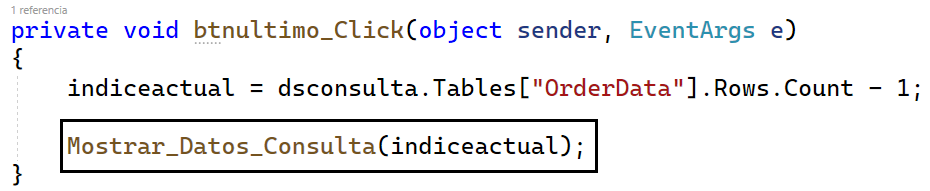 1 referencia
private void btnultimo_Click(object sender, EventArgs e)
{
indiceactual = dsconsulta.Tables["OrderData"].Rows.Count - 1;
Mostrar_Datos_Consulta(indiceactual);
}